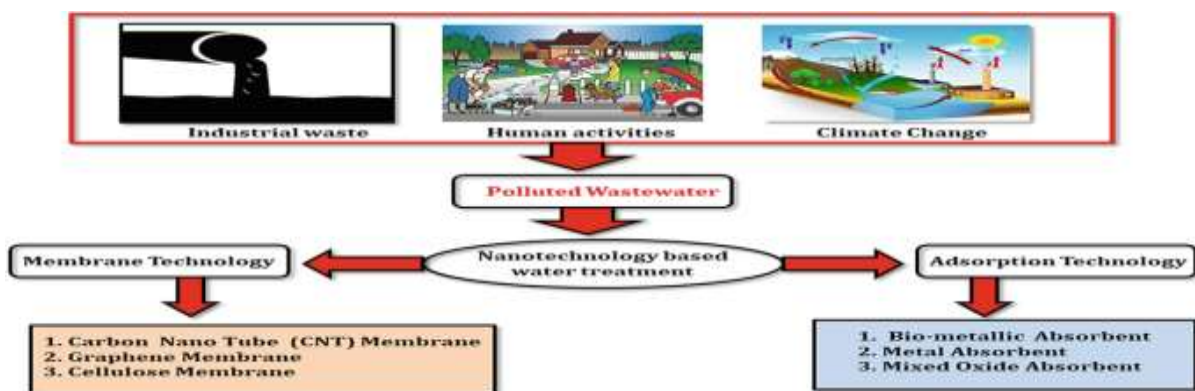 Industrial waste
Human activities
Climate Change
Polluted Wastewater
Nanotechnology based
water treatment
Membrane Technology
Adsorption Technology
1. Carbon Nano Tube (CNT) Membrane
2. Graphene Membrane
3. Cellulose Membrane
1. Bio-metallic Absorbent
2. Metal Absorbent
3. Mixed Oxide Absorbent